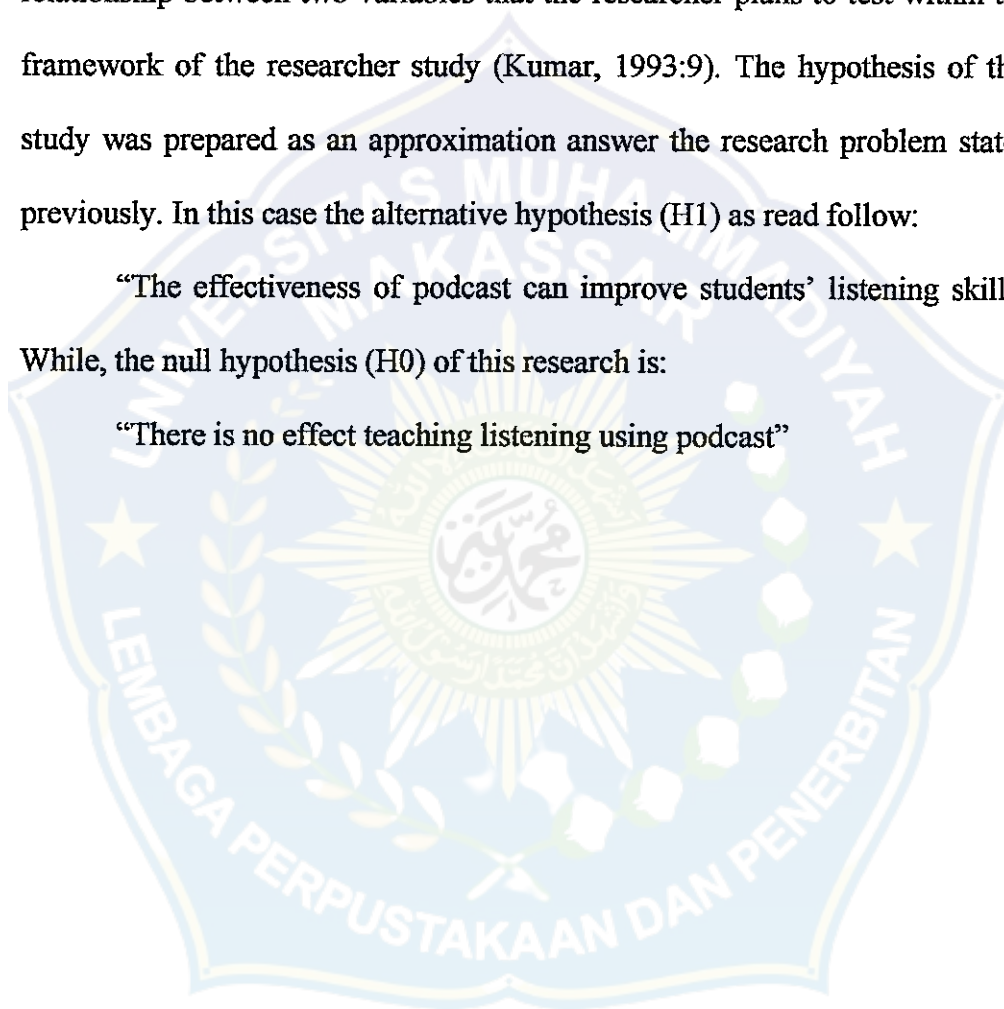 relationship between two variables that the researcher plans to test within
framework of the researcher study (Kumar, 1993:9). The hypothesis of
study was prepared as an approximation answer the research problem
previously. In this case the alternative hypothesis (H1) as read follow:
“The effectiveness of podcast can improve students’ listening skill
While, the null hypothesis (H0) of this research is:
“There is no effect teaching listening using podcast”
UNIVERSITAS MUHAMMADIYAH
MAKASSAR
LEMBAGA PERPUSTAKAAN DAN PENERBITAN